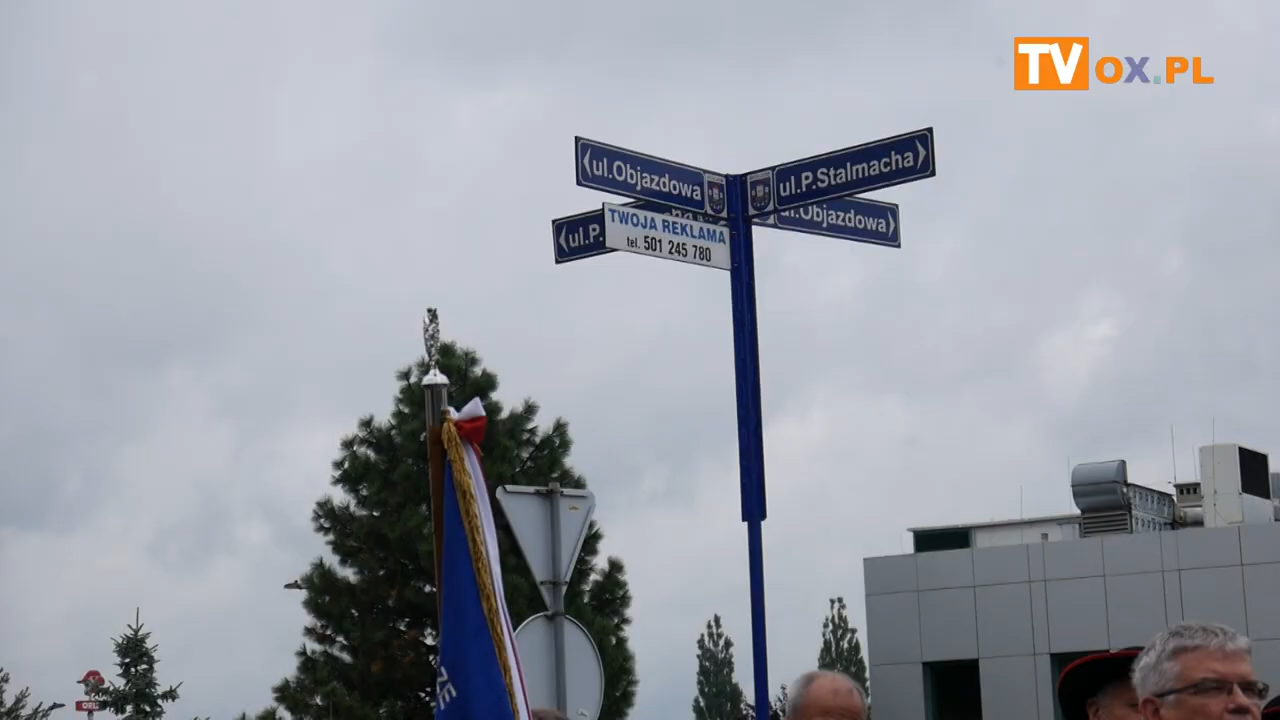 TVOX.PL
ul.Objazdowa
ul.P.Stalmacha
ul.P.
ul.Objazdowa
TWOJA REKLAMA
tel. 501 245 780